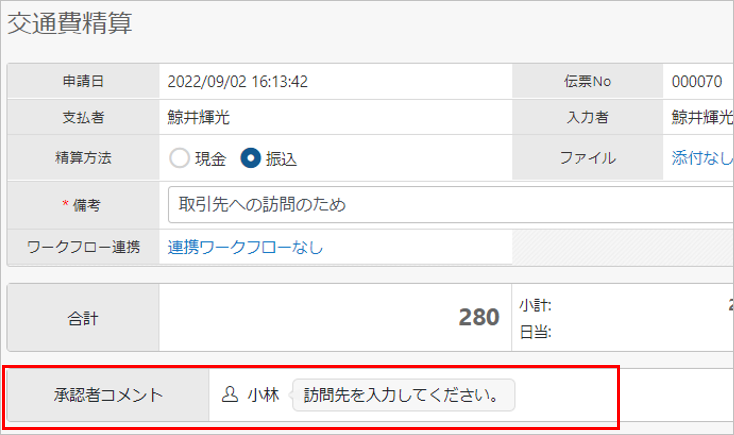 交通費精算
申請日 2022/09/02 16:13:42 伝票No 000070
支払者 鯨井輝光 入力者 鯨井輝光
精算方法 現金 振込 ファイル 添付なし
* 備考 取引先への訪問のため
ワークフロー連携 連携ワークフローなし
合計 280 小計:
日当:
承認者コメント 小林 訪問先を入力してください。